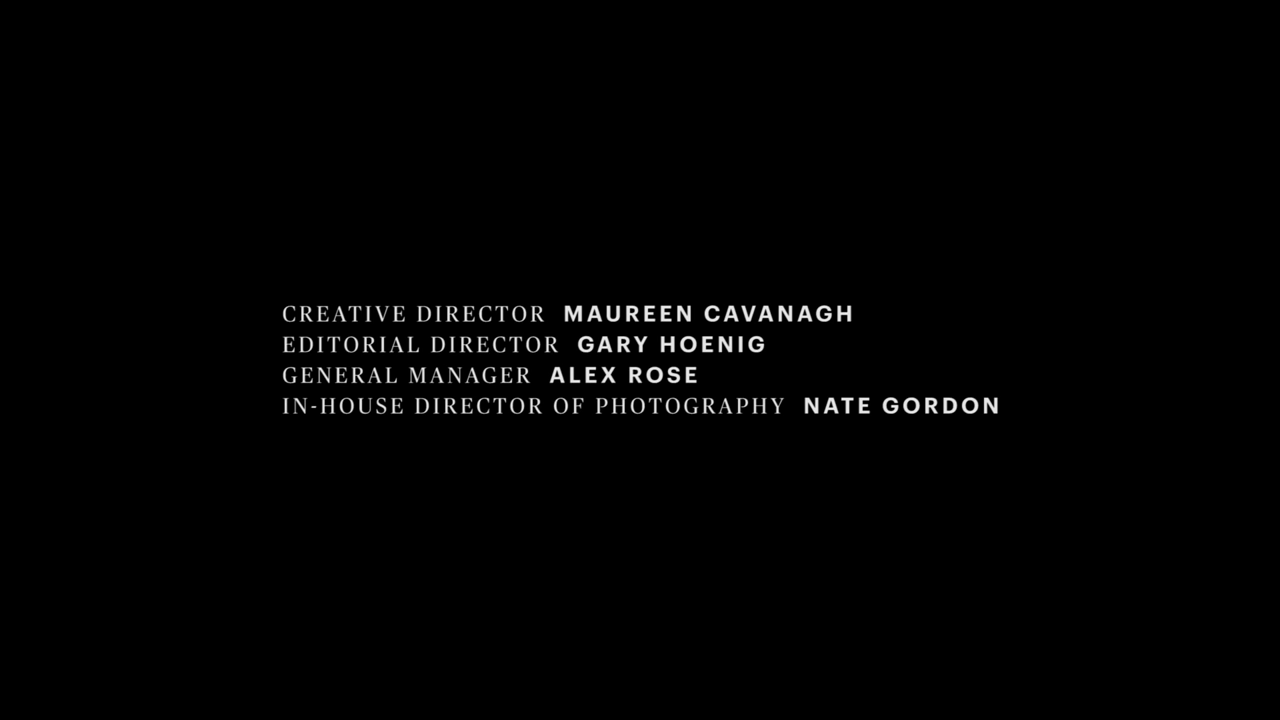 CREATIVE DIRECTOR MAUREEN CAVANAGH
EDITORIAL DIRECTOR GARY HOENIG
GENERAL MANAGER ALEX ROSE
IN-HOUSE DIRECTOR OF PHOTOGRAPHY NATE GORDON